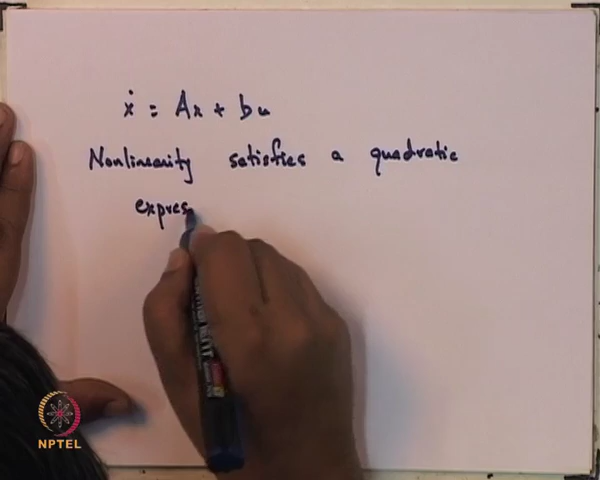 ẋ = Ax + bu
Nonlinearity satisfies a quadratic
expres
NPTEL